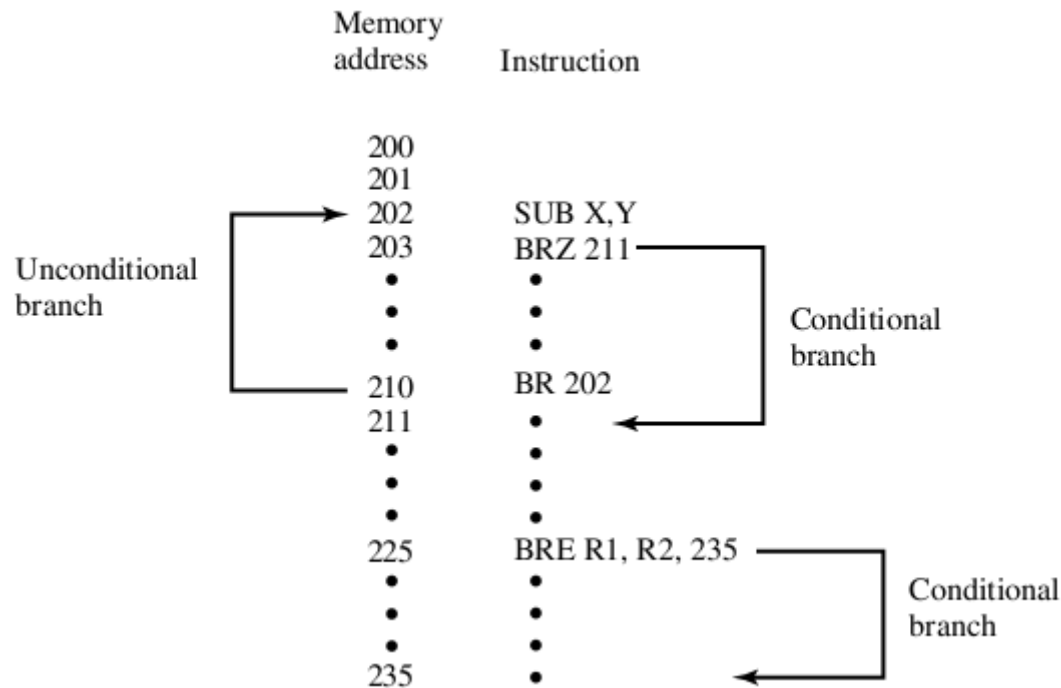 Memory
address Instruction
200
201
202 SUB X,Y
203 BRZ 211
Unconditional
branch
Conditional
branch
210 BR 202
211
225 BRE R1, R2, 235
Conditional
branch
235